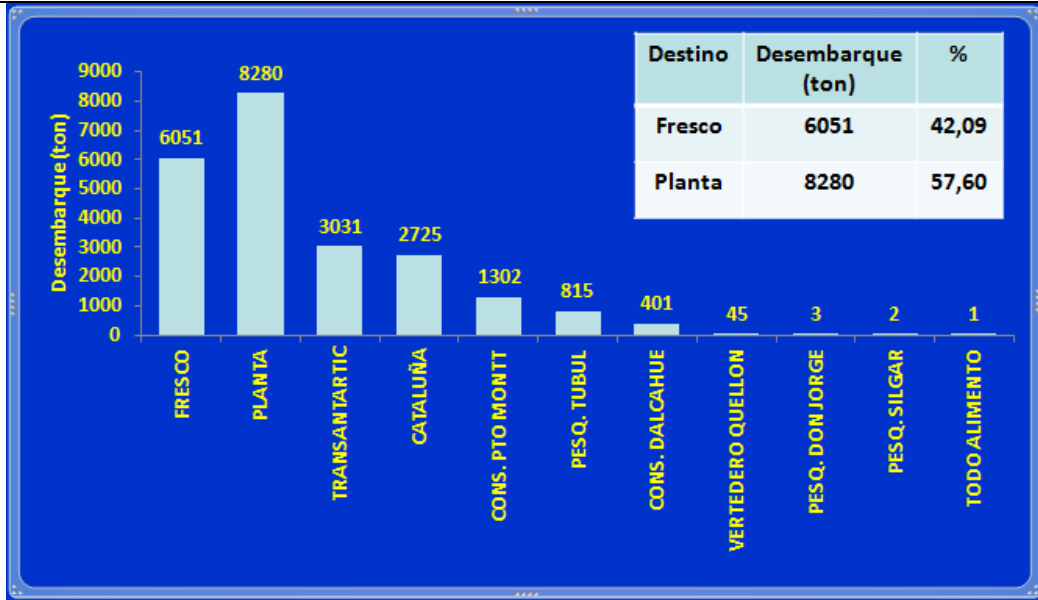 Destino Desembarque (ton) %
Fresco 6051 42,09
Planta 8280 57,60
Desembarque (ton)
9000
8000
7000
6000
5000
4000
3000
2000
1000
0
6051
8280
3031
2725
1302
815
401
45
3
2
1
FRESCO
PLANTA
TRANSANTARTIC
CATALUÑA
CONS. PTO MONTT
PESQ. TUBUL
CONS. DALCAHUE
VERTEDERO QUELLON
PESQ. DON JORGE
PESQ. SILGAR
TODO ALIMENTO